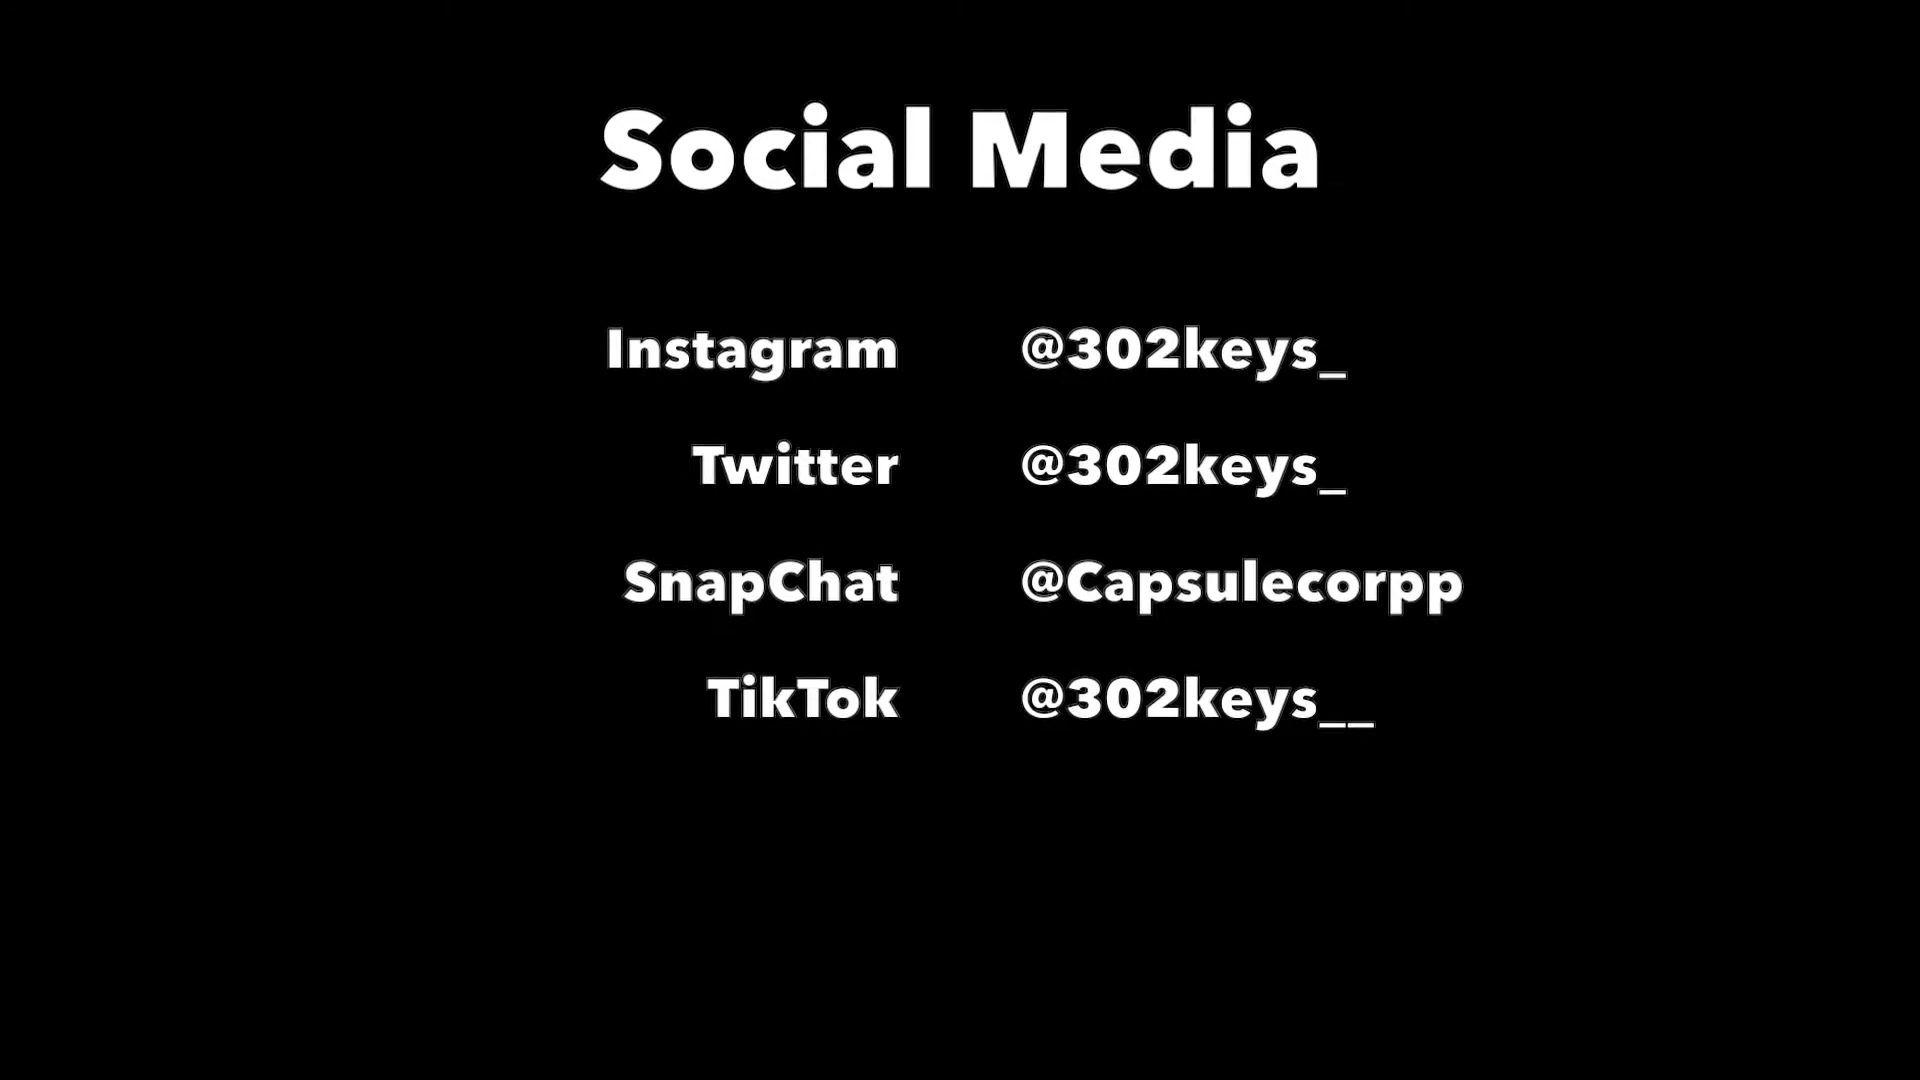 Social Media
Instagram @302keys_
Twitter @302keys_
SnapChat @Capsulecorpp
TikTok @302keys__